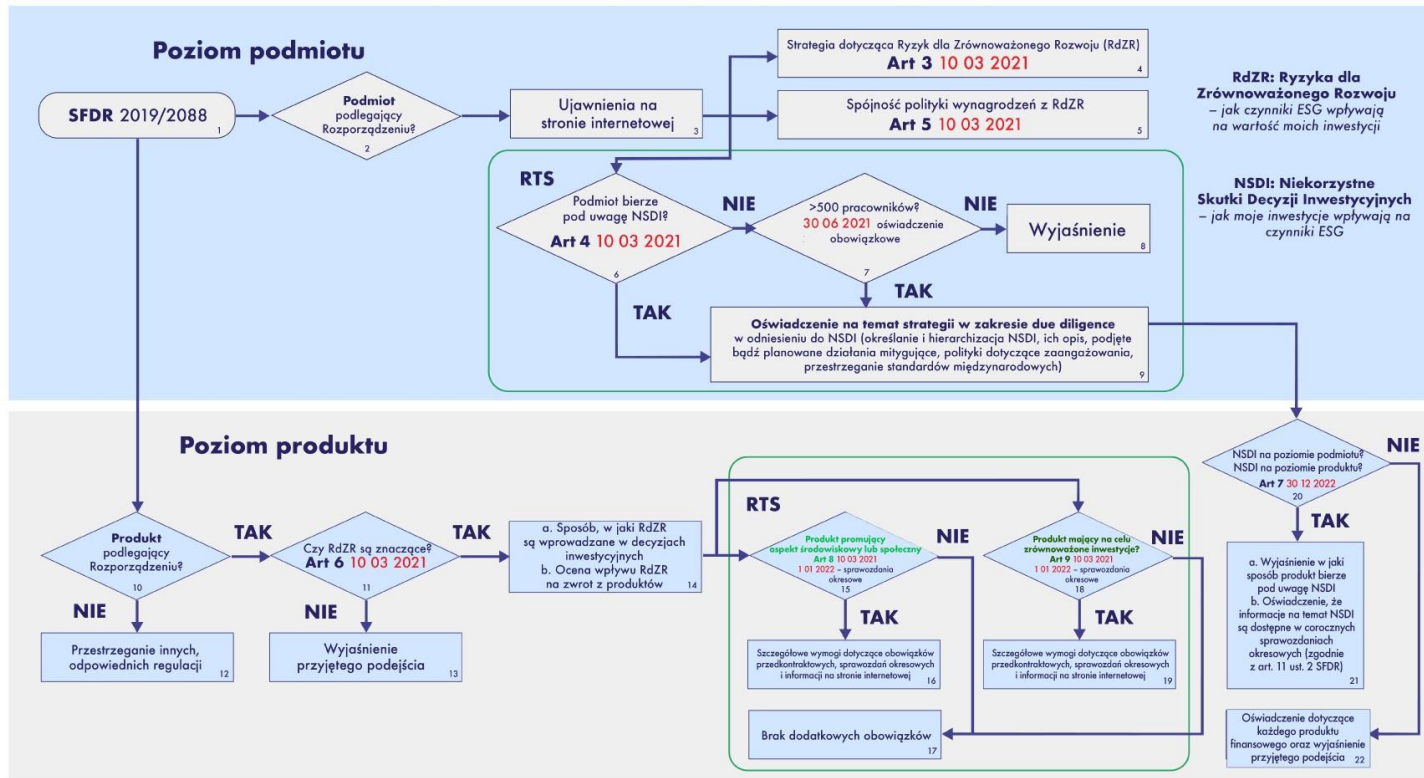 Poziom podmiotu
SFDR 2019/2088
1
Podmiot
podlegający
Rozporządzeniu?
2
Ujawnienia na
stronie internetowej
3
Strategia dotycząca Ryzyk dla Zrównoważonego Rozwoju (RdZR)
Art 3 10 03 2021
4
Spójność polityki wynagrodzeń z RdZR
Art 5 10 03 2021
5
RdZR: Ryzyka dla
Zrównoważonego Rozwoju
– jak czynniki ESG wpływają
na wartość moich inwestycji
NSDI: Niekorzystne
Skutki Decyzji Inwestycyjnych
– jak moje inwestycje wpływają na
czynniki ESG
RTS
Podmiot bierze
pod uwagę NSDI?
Art 4 10 03 2021
6
NIE
>500 pracowników?
30 06 2021 oświadczenie
obowiązkowe
7
NIE
Wyjaśnienie
8
TAK
TAK
Oświadczenie na temat strategii w zakresie due diligence
w odniesieniu do NSDI (określanie i hierarchizacja NSDI, ich opis, podjęte
bądź planowane działania mitygujące, polityki dotyczące zaangażowania,
przestrzeganie standardów międzynarodowych)
9
Poziom produktu
Produkt
podlegający
Rozporządzeniu?
10
TAK
NIE
Czy RdZR są znaczące?
Art 6 10 03 2021
11
TAK
NIE
Przestrzeganie innych,
odpowiednich regulacji
12
Wyjaśnienie
przyjętego podejścia
13
a. Sposób, w jaki RdZR
są wprowadzane w decyzjach
inwestycyjnych
b. Ocena wpływu RdZR
na zwrot z produktów
14
RTS
Produkt promujący
aspekt środowiskowy lub społeczny
Art 8 10 03 2021
1 01 2022 – sprawozdania
okresowe
15
NIE
TAK
Szczegółowe wymogi dotyczące obowiązków
przedkontraktowych, sprawozdań okresowych
i informacji na stronie internetowej
16
Brak dodatkowych obowiązków
17
Produkt mający na celu
zrównoważone inwestycje?
Art 9 10 03 2021
1 01 2022 – sprawozdania
okresowe
18
NIE
TAK
Szczegółowe wymogi dotyczące obowiązków
przedkontraktowych, sprawozdań okresowych
i informacji na stronie internetowej
19
NSDI na poziomie podmiotu?
NSDI na poziomie produktu?
Art 7 30 12 2022
20
NIE
TAK
a. Wyjaśnienie w jaki
sposób produkt bierze
pod uwagę NSDI
b. Oświadczenie, że
informacje na temat NSDI
są dostępne w corocznych
sprawozdaniach
okresowych (zgodnie
z art. 11 ust. 2 SFDR)
21
Oświadczenie dotyczące
każdego produktu
finansowego oraz wyjaśnienie
przyjętego podejścia
22